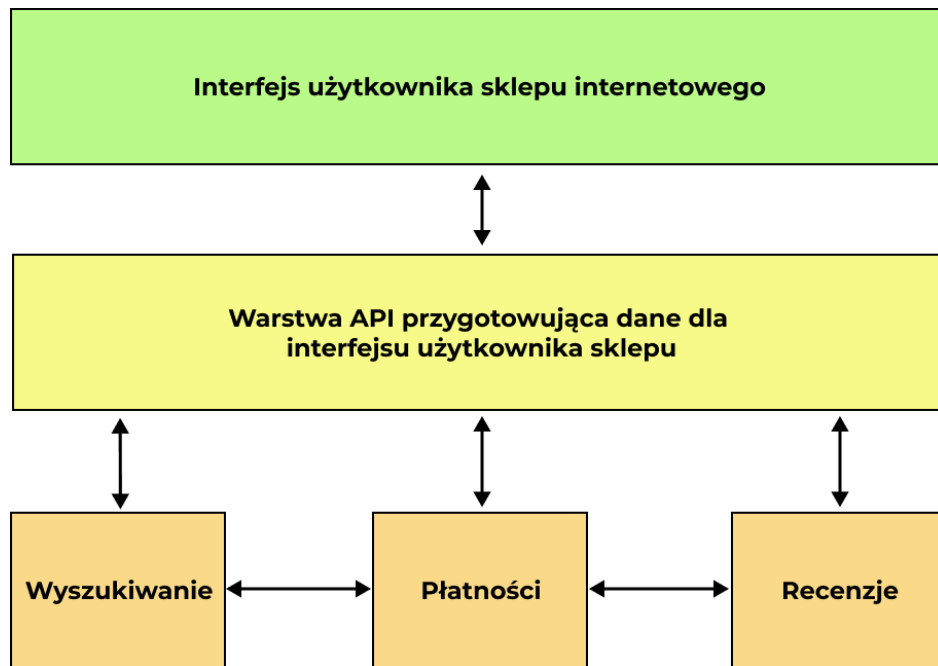 Interfejs użytkownika sklepu internetowego
Warstwa API przygotowująca dane dla
interfejsu użytkownika sklepu
Wyszukiwanie
Płatności
Recenzje